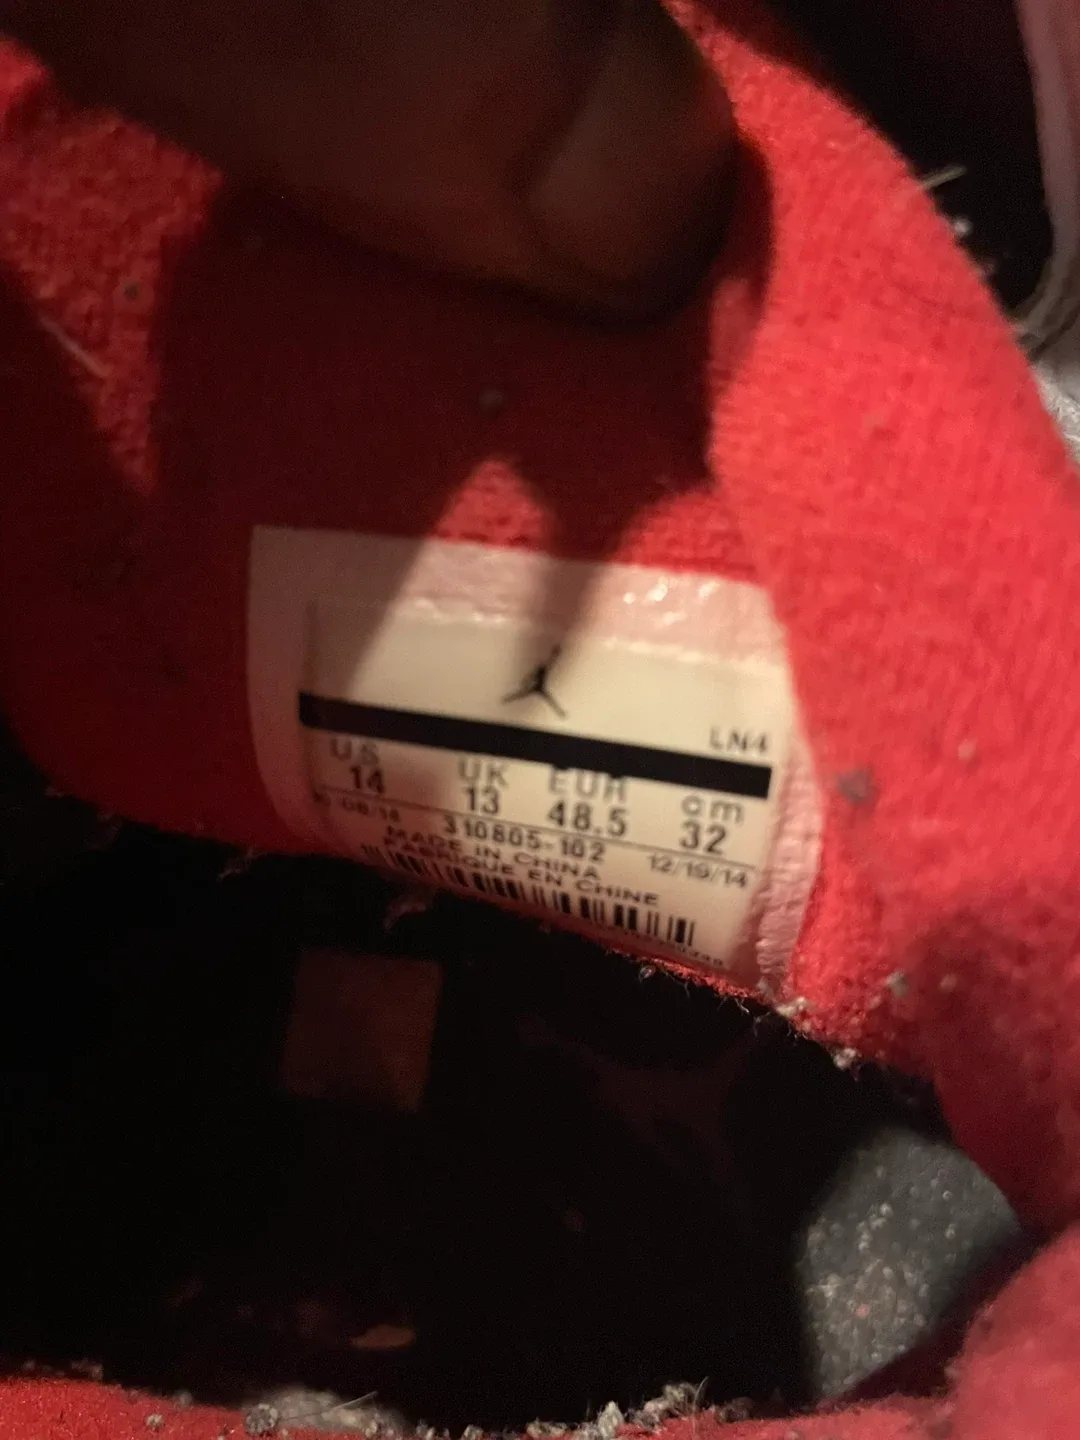 LN4
US UK EUR cm
14 13 48.5 32
310805-102 12/19/14
MADE IN CHINA
FABRIQUE EN CHINE